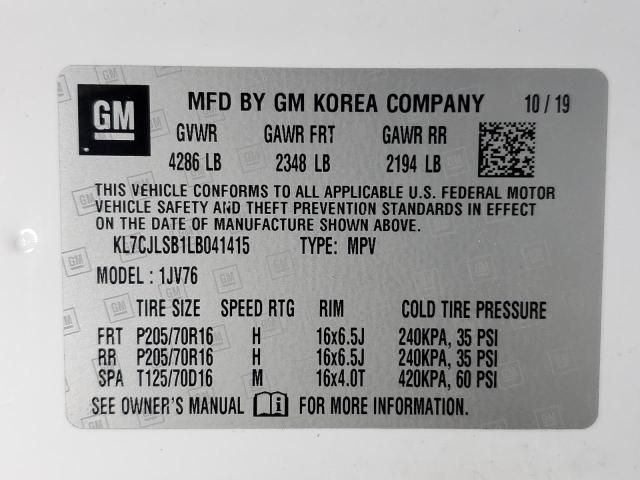 GM MFD BY GM KOREA COMPANY 10 / 19
GVWR GAWR FRT GAWR RR
4286 LB 2348 LB 2194 LB
THIS VEHICLE CONFORMS TO ALL APPLICABLE U.S. FEDERAL MOTOR
VEHICLE SAFETY AND THEFT PREVENTION STANDARDS IN EFFECT
ON THE DATE OF MANUFACTURE SHOWN ABOVE.
KL7CJLSB1LB041415 TYPE: MPV
MODEL : 1JV76
TIRE SIZE SPEED RTG RIM COLD TIRE PRESSURE
FRT P205/70R16 H 16x6.5J 240KPA, 35 PSI
RR P205/70R16 H 16x6.5J 240KPA, 35 PSI
SPA T125/70D16 M 16x4.0T 420KPA, 60 PSI
SEE OWNER'S MANUAL FOR MORE INFORMATION.